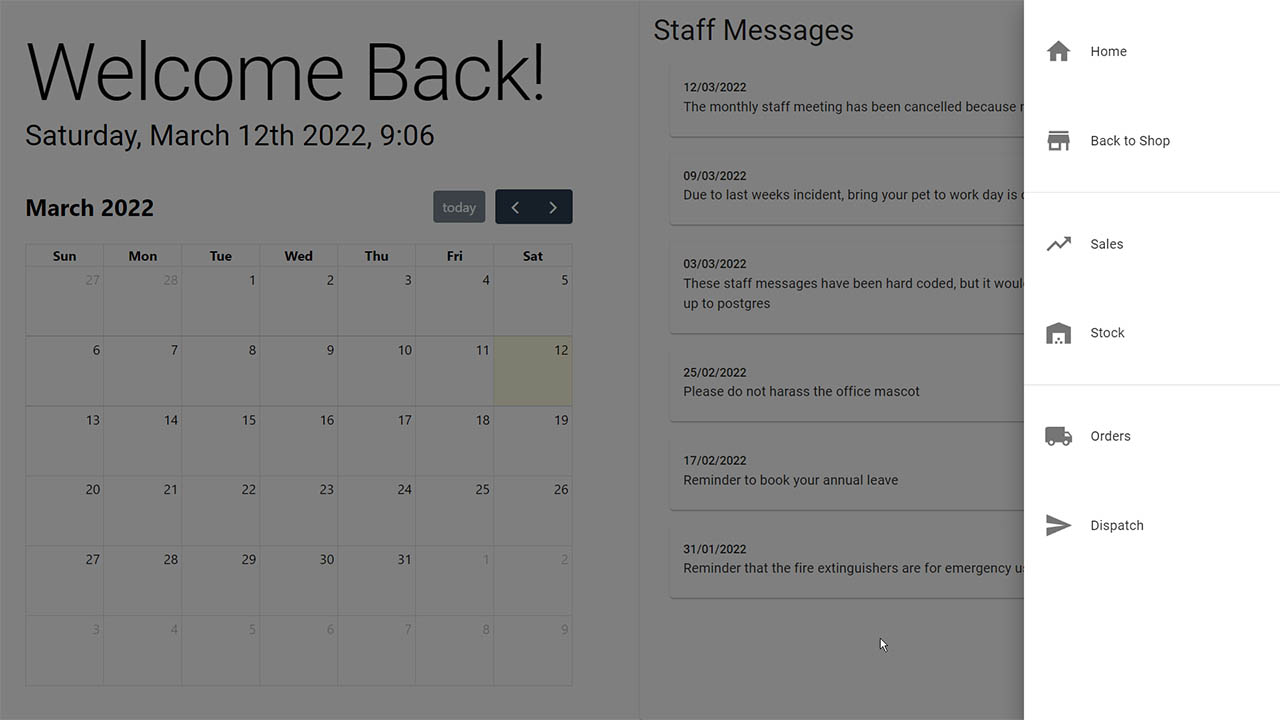 Welcome Back!
Saturday, March 12th 2022, 9:06
March 2022
today
Sun Mon Tue Wed Thu Fri Sat
27 28 1 2 3 4 5
6 7 8 9 10 11 12
13 14 15 16 17 18 19
20 21 22 23 24 25 26
27 28 29 30 31 1 2
3 4 5 6 7 8 9
Staff Messages
12/03/2022
The monthly staff meeting has been cancelled because
09/03/2022
Due to last weeks incident, bring your pet to work day is
03/03/2022
These staff messages have been hard coded, but it would
up to postgres
25/02/2022
Please do not harass the office mascot
17/02/2022
Reminder to book your annual leave
31/01/2022
Reminder that the fire extinguishers are for emergency
Home
Back to Shop
Sales
Stock
Orders
Dispatch